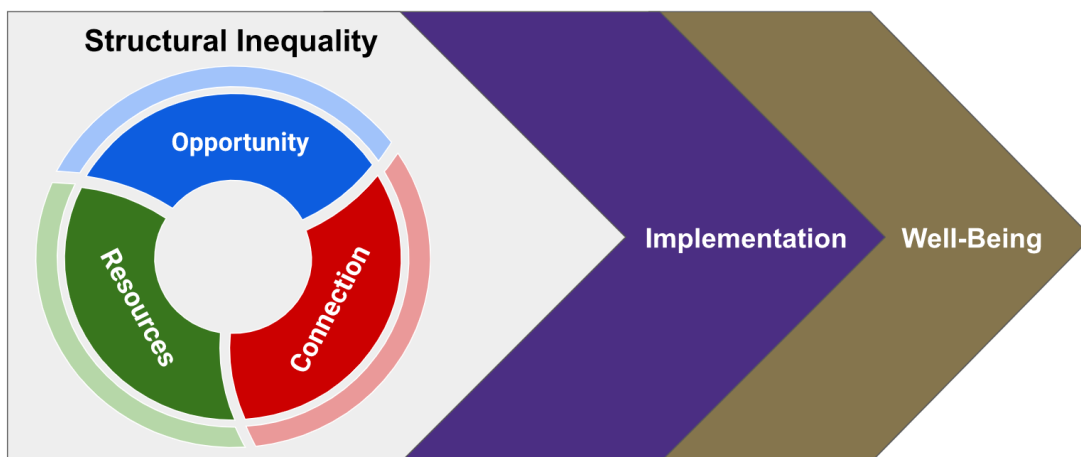 Structural Inequality
Opportunity
Resources
Connection
Implementation
Well-Being